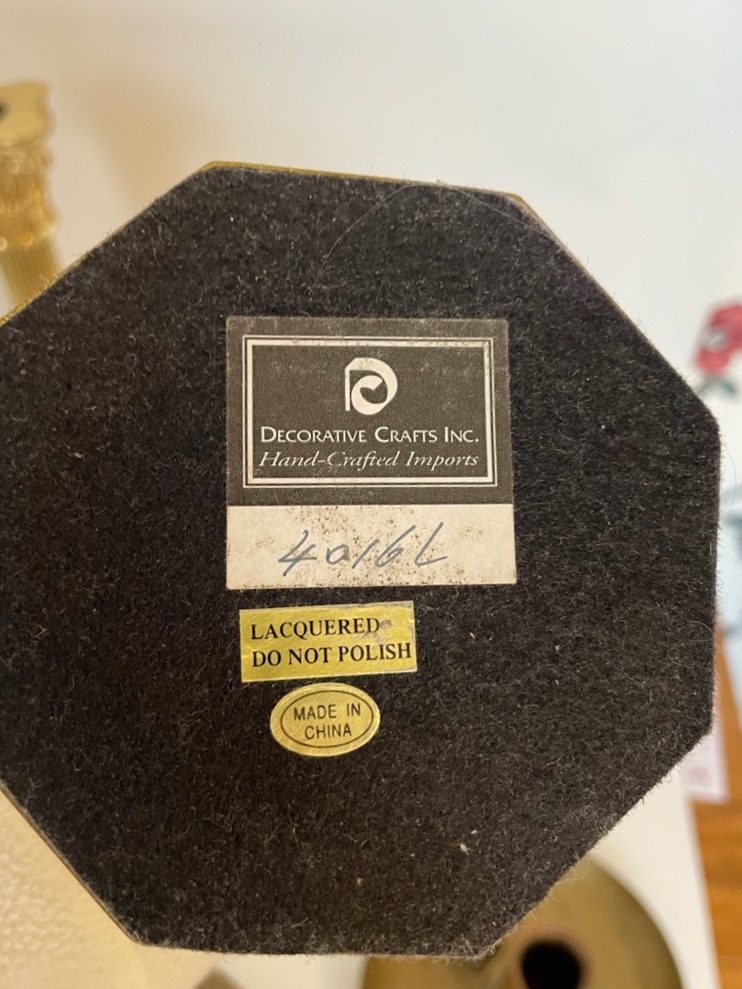 DECORATIVE CRAFTS INC.
Hand-Crafted Imports
4016L
LACQUERED
DO NOT POLISH
MADE IN
CHINA